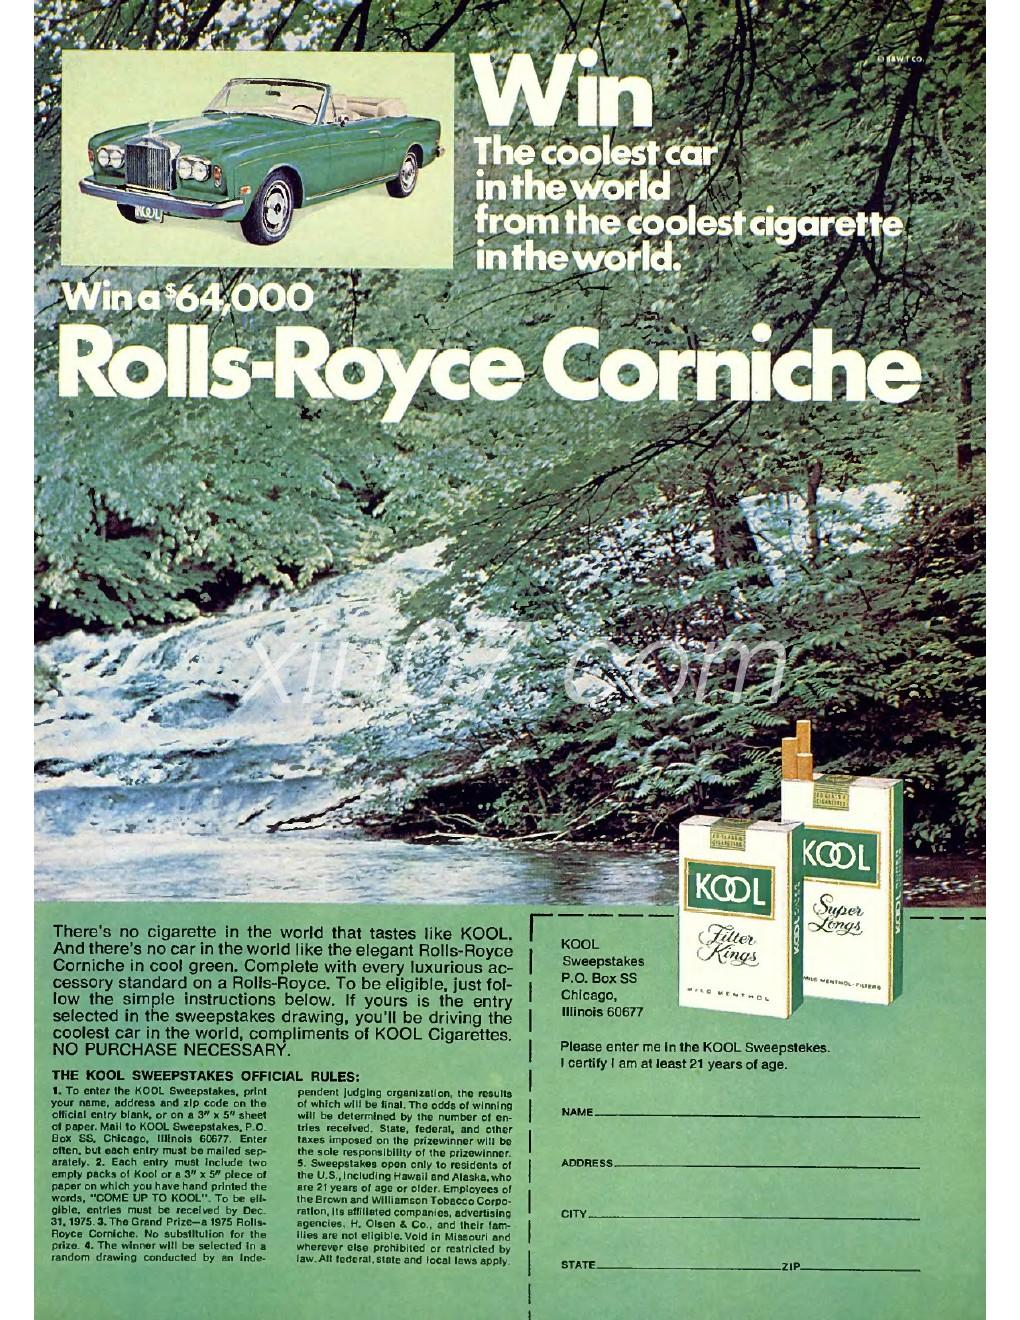 © B&W T CO.
Win
The coolest car
in the world
from the coolest cigarette
in the world.
KOOL
Win a $64,000
Rolls-Royce Corniche
xin07.com
KOOL
Super
Longs
MILD MENTHOL-FILTERS
KOOL
Filter
Kings
MILD MENTHOL
There's no cigarette in the world that tastes like KOOL.
And there's no car in the world like the elegant Rolls-Royce
Corniche in cool green. Complete with every luxurious ac-
cessory standard on a Rolls-Royce. To be eligible, just fol-
low the simple instructions below. If yours is the entry
selected in the sweepstakes drawing, you'll be driving the
coolest car in the world, compliments of KOOL Cigarettes.
NO PURCHASE NECESSARY.
THE KOOL SWEEPSTAKES OFFICIAL RULES:
1. To enter the KOOL Sweepstakes, print
your name, address and zip code on the
official entry blank, or on a 3" x 5" sheet
of paper. Mail to KOOL Sweepstakes, P.O.
Box SS, Chicago, Illinois 60677. Enter
often, but each entry must be mailed sep-
arately. 2. Each entry must include two
empty packs of Kool or a 3" x 5" piece of
paper on which you have hand printed the
words, "COME UP TO KOOL". To be eli-
gible, entries must be received by Dec.
31, 1975. 3. The Grand Prize—a 1975 Rolls-
Royce Corniche. No substitution for the
prize. 4. The winner will be selected in a
random drawing conducted by an inde-
pendent judging organization, the results
of which will be final. The odds of winning
will be determined by the number of en-
tries received. State, federal, and other
taxes imposed on the prizewinner will be
the sole responsibility of the prizewinner.
5. Sweepstakes open only to residents of
the U.S., including Hawaii and Alaska, who
are 21 years of age or older. Employees of
the Brown and Williamson Tobacco Corpo-
ration, its affiliated companies, advertising
agencies, H. Olsen & Co., and their fam-
ilies are not eligible. Void in Missouri and
wherever else prohibited or restricted by
law. All federal, state and local laws apply.
KOOL
Sweepstakes
P.O. Box SS
Chicago,
Illinois 60677
Please enter me in the KOOL Sweepstekes.
I certify I am at least 21 years of age.
NAME
ADDRESS
CITY
STATE ZIP